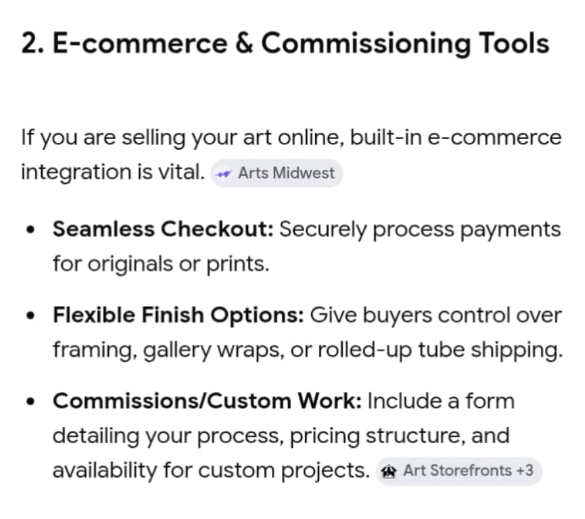 2. E-commerce & Commissioning Tools
If you are selling your art online, built-in e-commerce
integration is vital. Arts Midwest
• Seamless Checkout: Securely process payments
for originals or prints.
• Flexible Finish Options: Give buyers control over
framing, gallery wraps, or rolled-up tube shipping.
• Commissions/Custom Work: Include a form
detailing your process, pricing structure, and
availability for custom projects. Art Storefronts +3